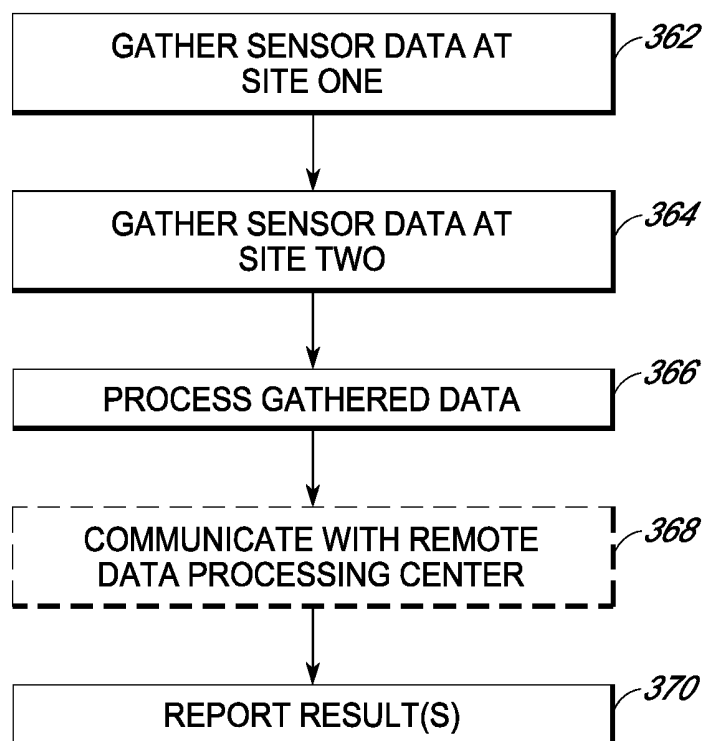 GATHER SENSOR DATA AT
SITE ONE
362
GATHER SENSOR DATA AT
SITE TWO
364
PROCESS GATHERED DATA
366
COMMUNICATE WITH REMOTE
DATA PROCESSING CENTER
368
REPORT RESULT(S)
370